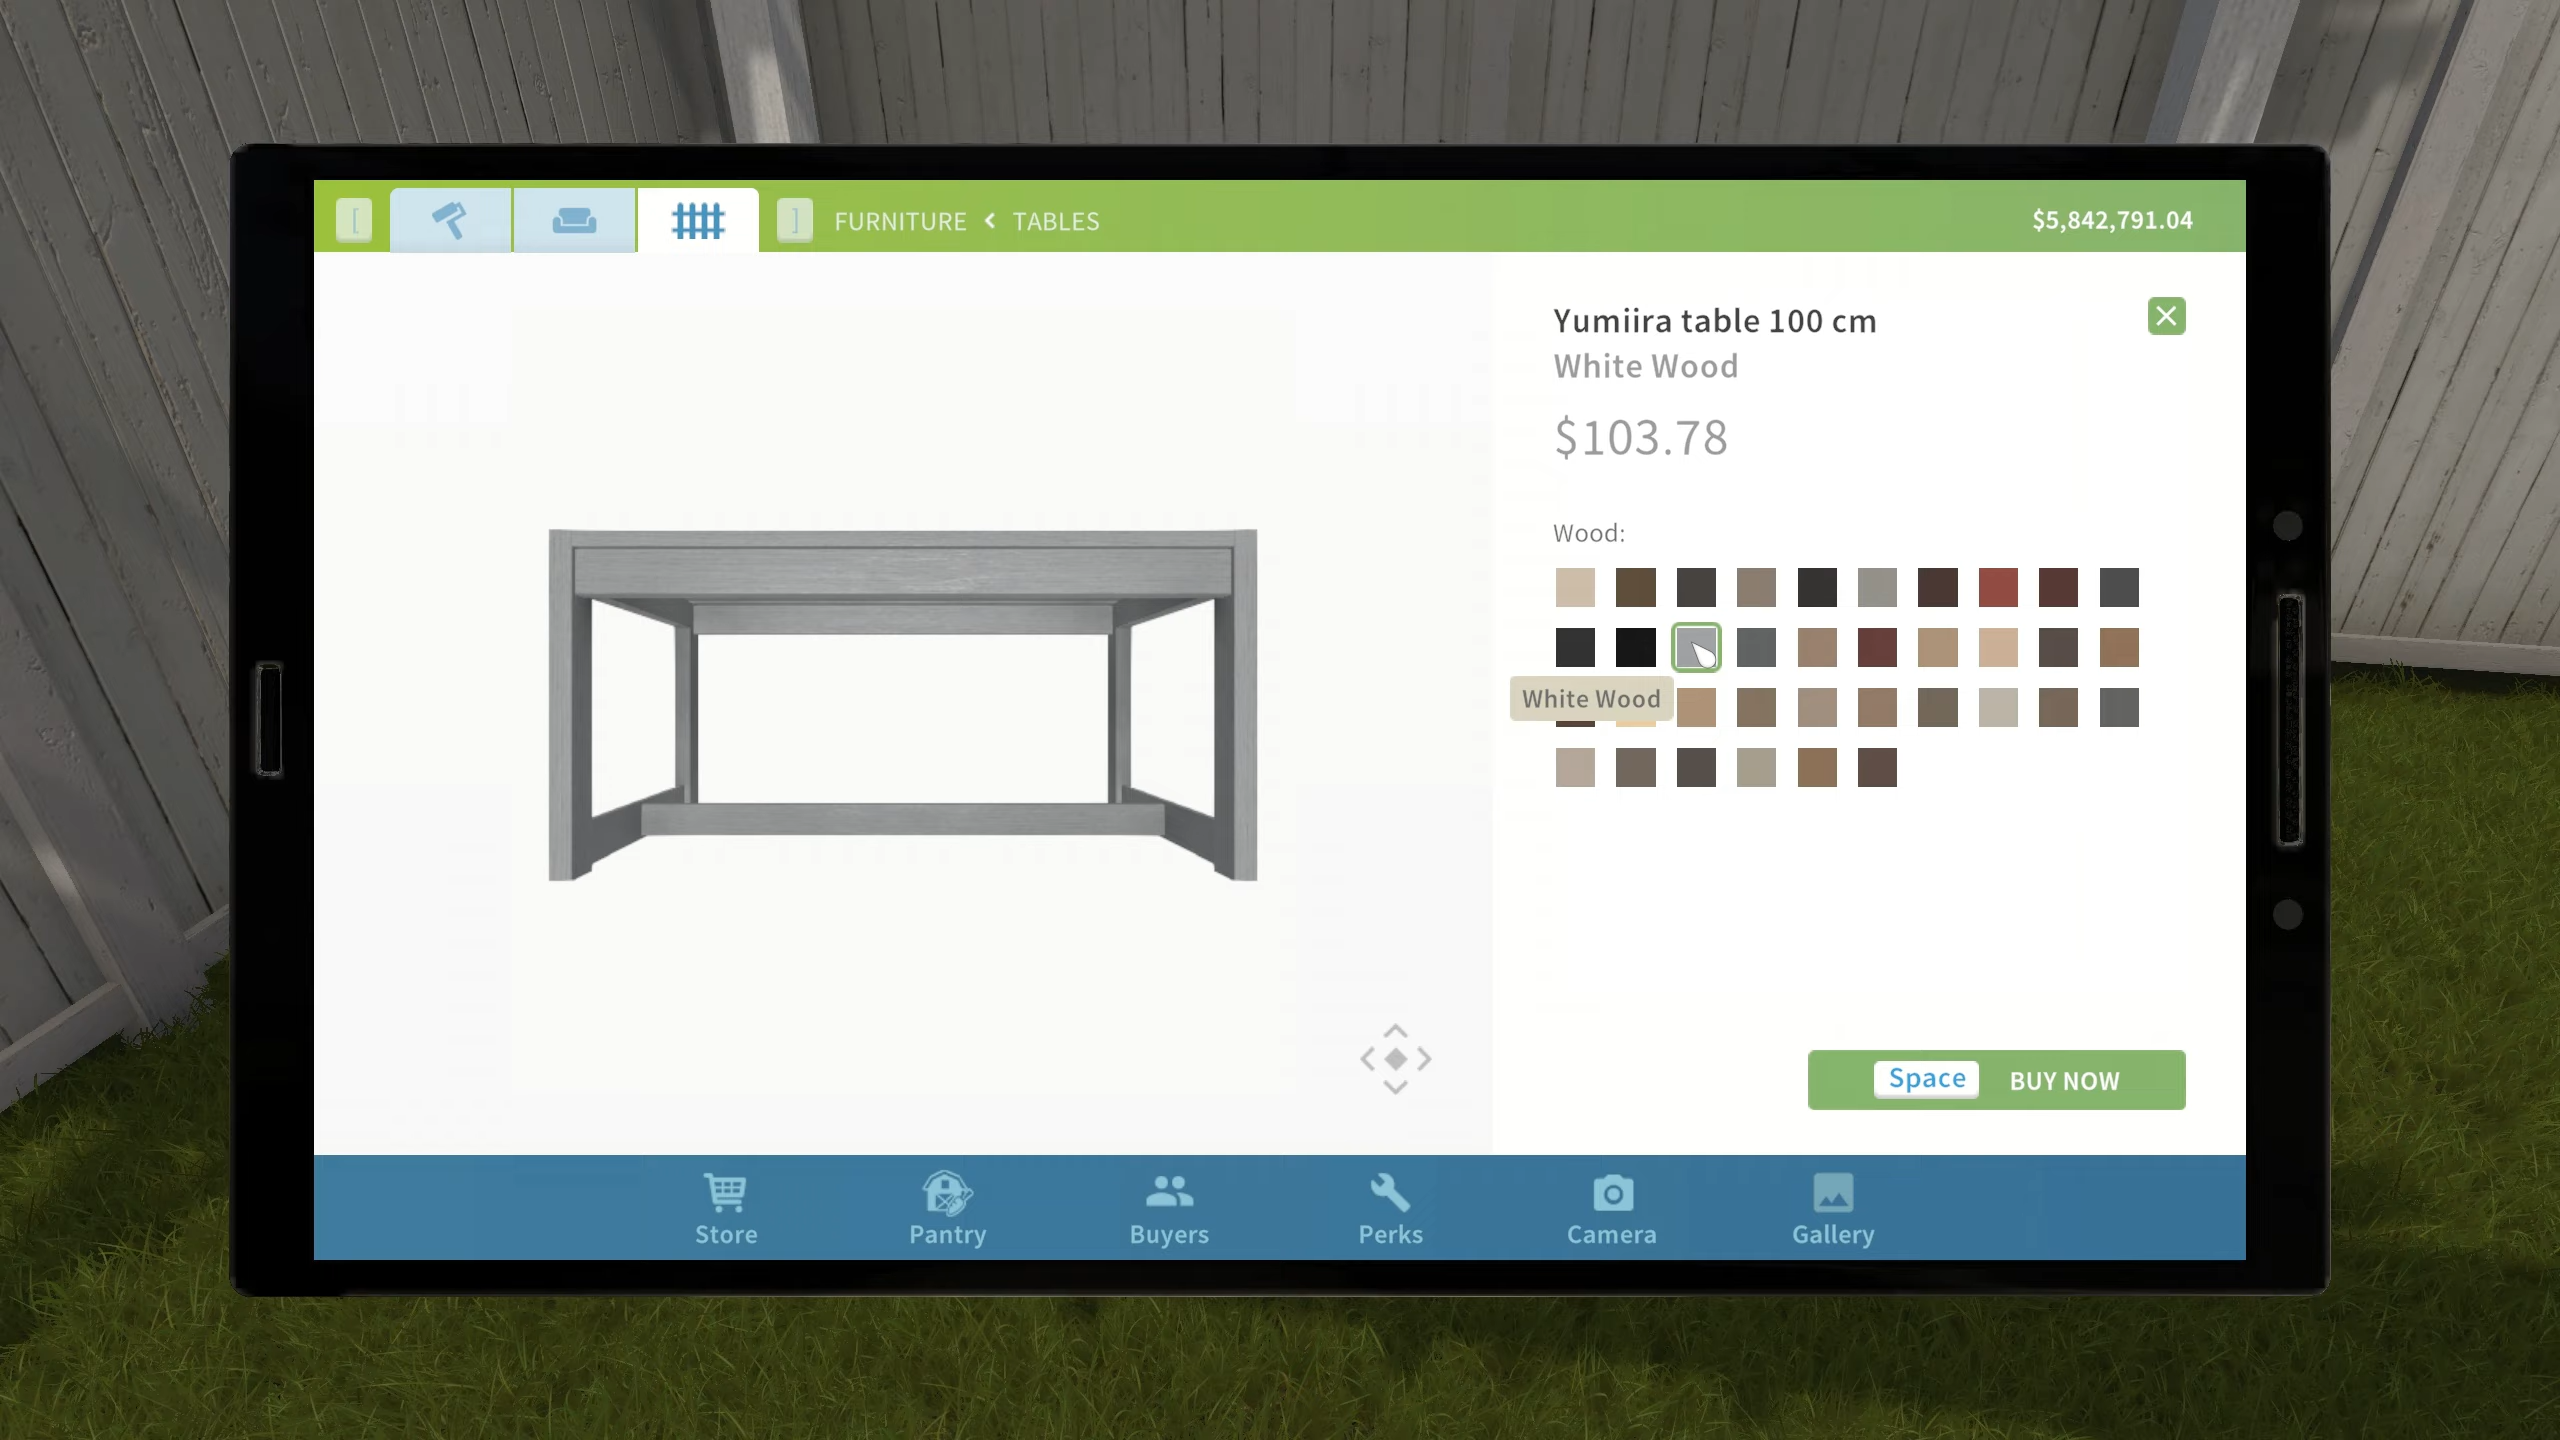 [
]
FURNITURE < TABLES
$5,842,791.04
Yumiira table 100 cm
White Wood
$103.78
Wood:
White Wood
Space BUY NOW
Store
Pantry
Buyers
Perks
Camera
Gallery